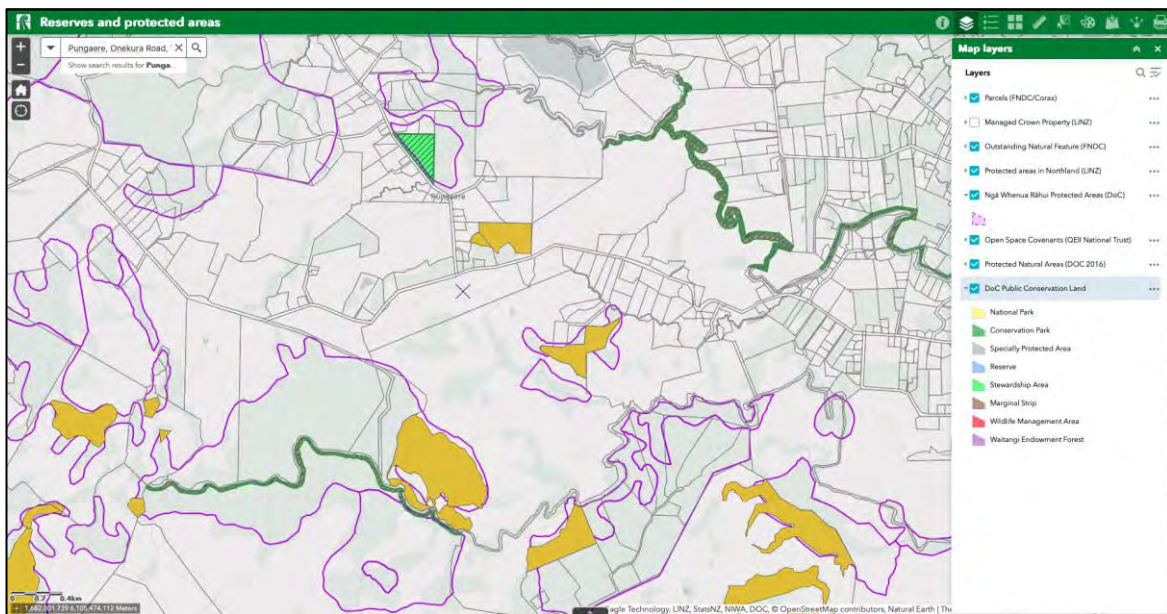 Reserves and protected areas
Pungaere, Onekura Road,
Show search results for Punga...
Map layers
Layers
Parcels (FNDC/Corax)
Managed Crown Property (LINZ)
Outstanding Natural Feature (FNDC)
Protected areas in Northland (LINZ)
Ngā Whenua Rāhui Protected Areas (DoC)
Open Space Covenants (QEII National Trust)
Protected Natural Areas (DOC 2016)
DoC Public Conservation Land
National Park
Conservation Park
Specially Protected Area
Reserve
Stewardship Area
Marginal Strip
Wildlife Management Area
Waitangi Endowment Forest
Pungaere
0.4km
1,682,001.739 6,105,474.112 Meters
Eagle Technology, LINZ, StatsNZ, NIWA, DOC, © OpenStreetMap contributors, Natural Earth | The